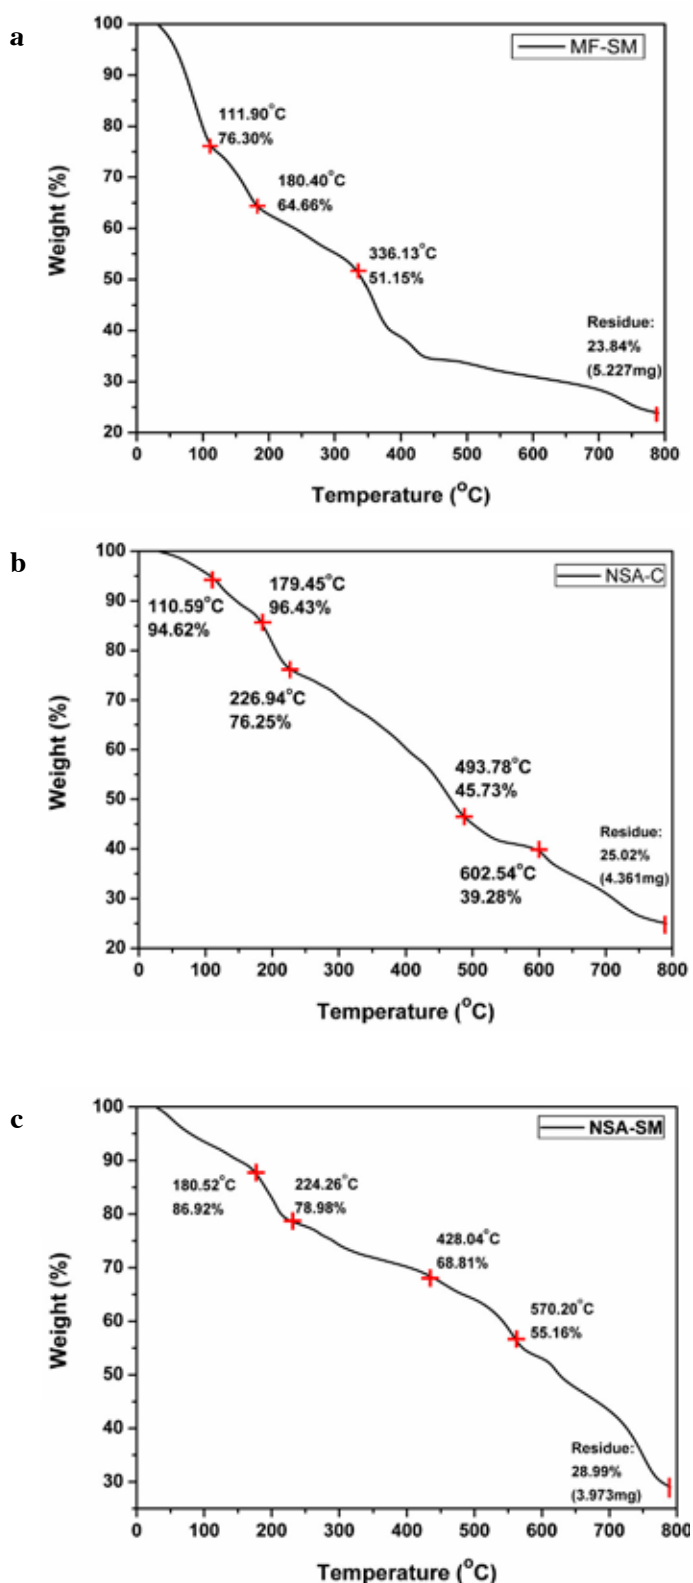 a
MF-SM
100
90
80
70
60
50
40
30
20
Weight (%)
111.90°C
76.30%
180.40°C
64.66%
336.13°C
51.15%
Residue:
23.84%
(5.227mg)
0 100 200 300 400 500 600 700 800
Temperature (°C)
b
NSA-C
100
90
80
70
60
50
40
30
20
Weight (%)
110.59°C
94.62%
179.45°C
96.43%
226.94°C
76.25%
493.78°C
45.73%
602.54°C
39.28%
Residue:
25.02%
(4.361mg)
0 100 200 300 400 500 600 700 800
Temperature (°C)
c
NSA-SM
100
90
80
70
60
50
40
30
Weight (%)
180.52°C
86.92%
224.26°C
78.98%
428.04°C
68.81%
570.20°C
55.16%
Residue:
28.99%
(3.973mg)
0 100 200 300 400 500 600 700 800
Temperature (°C)